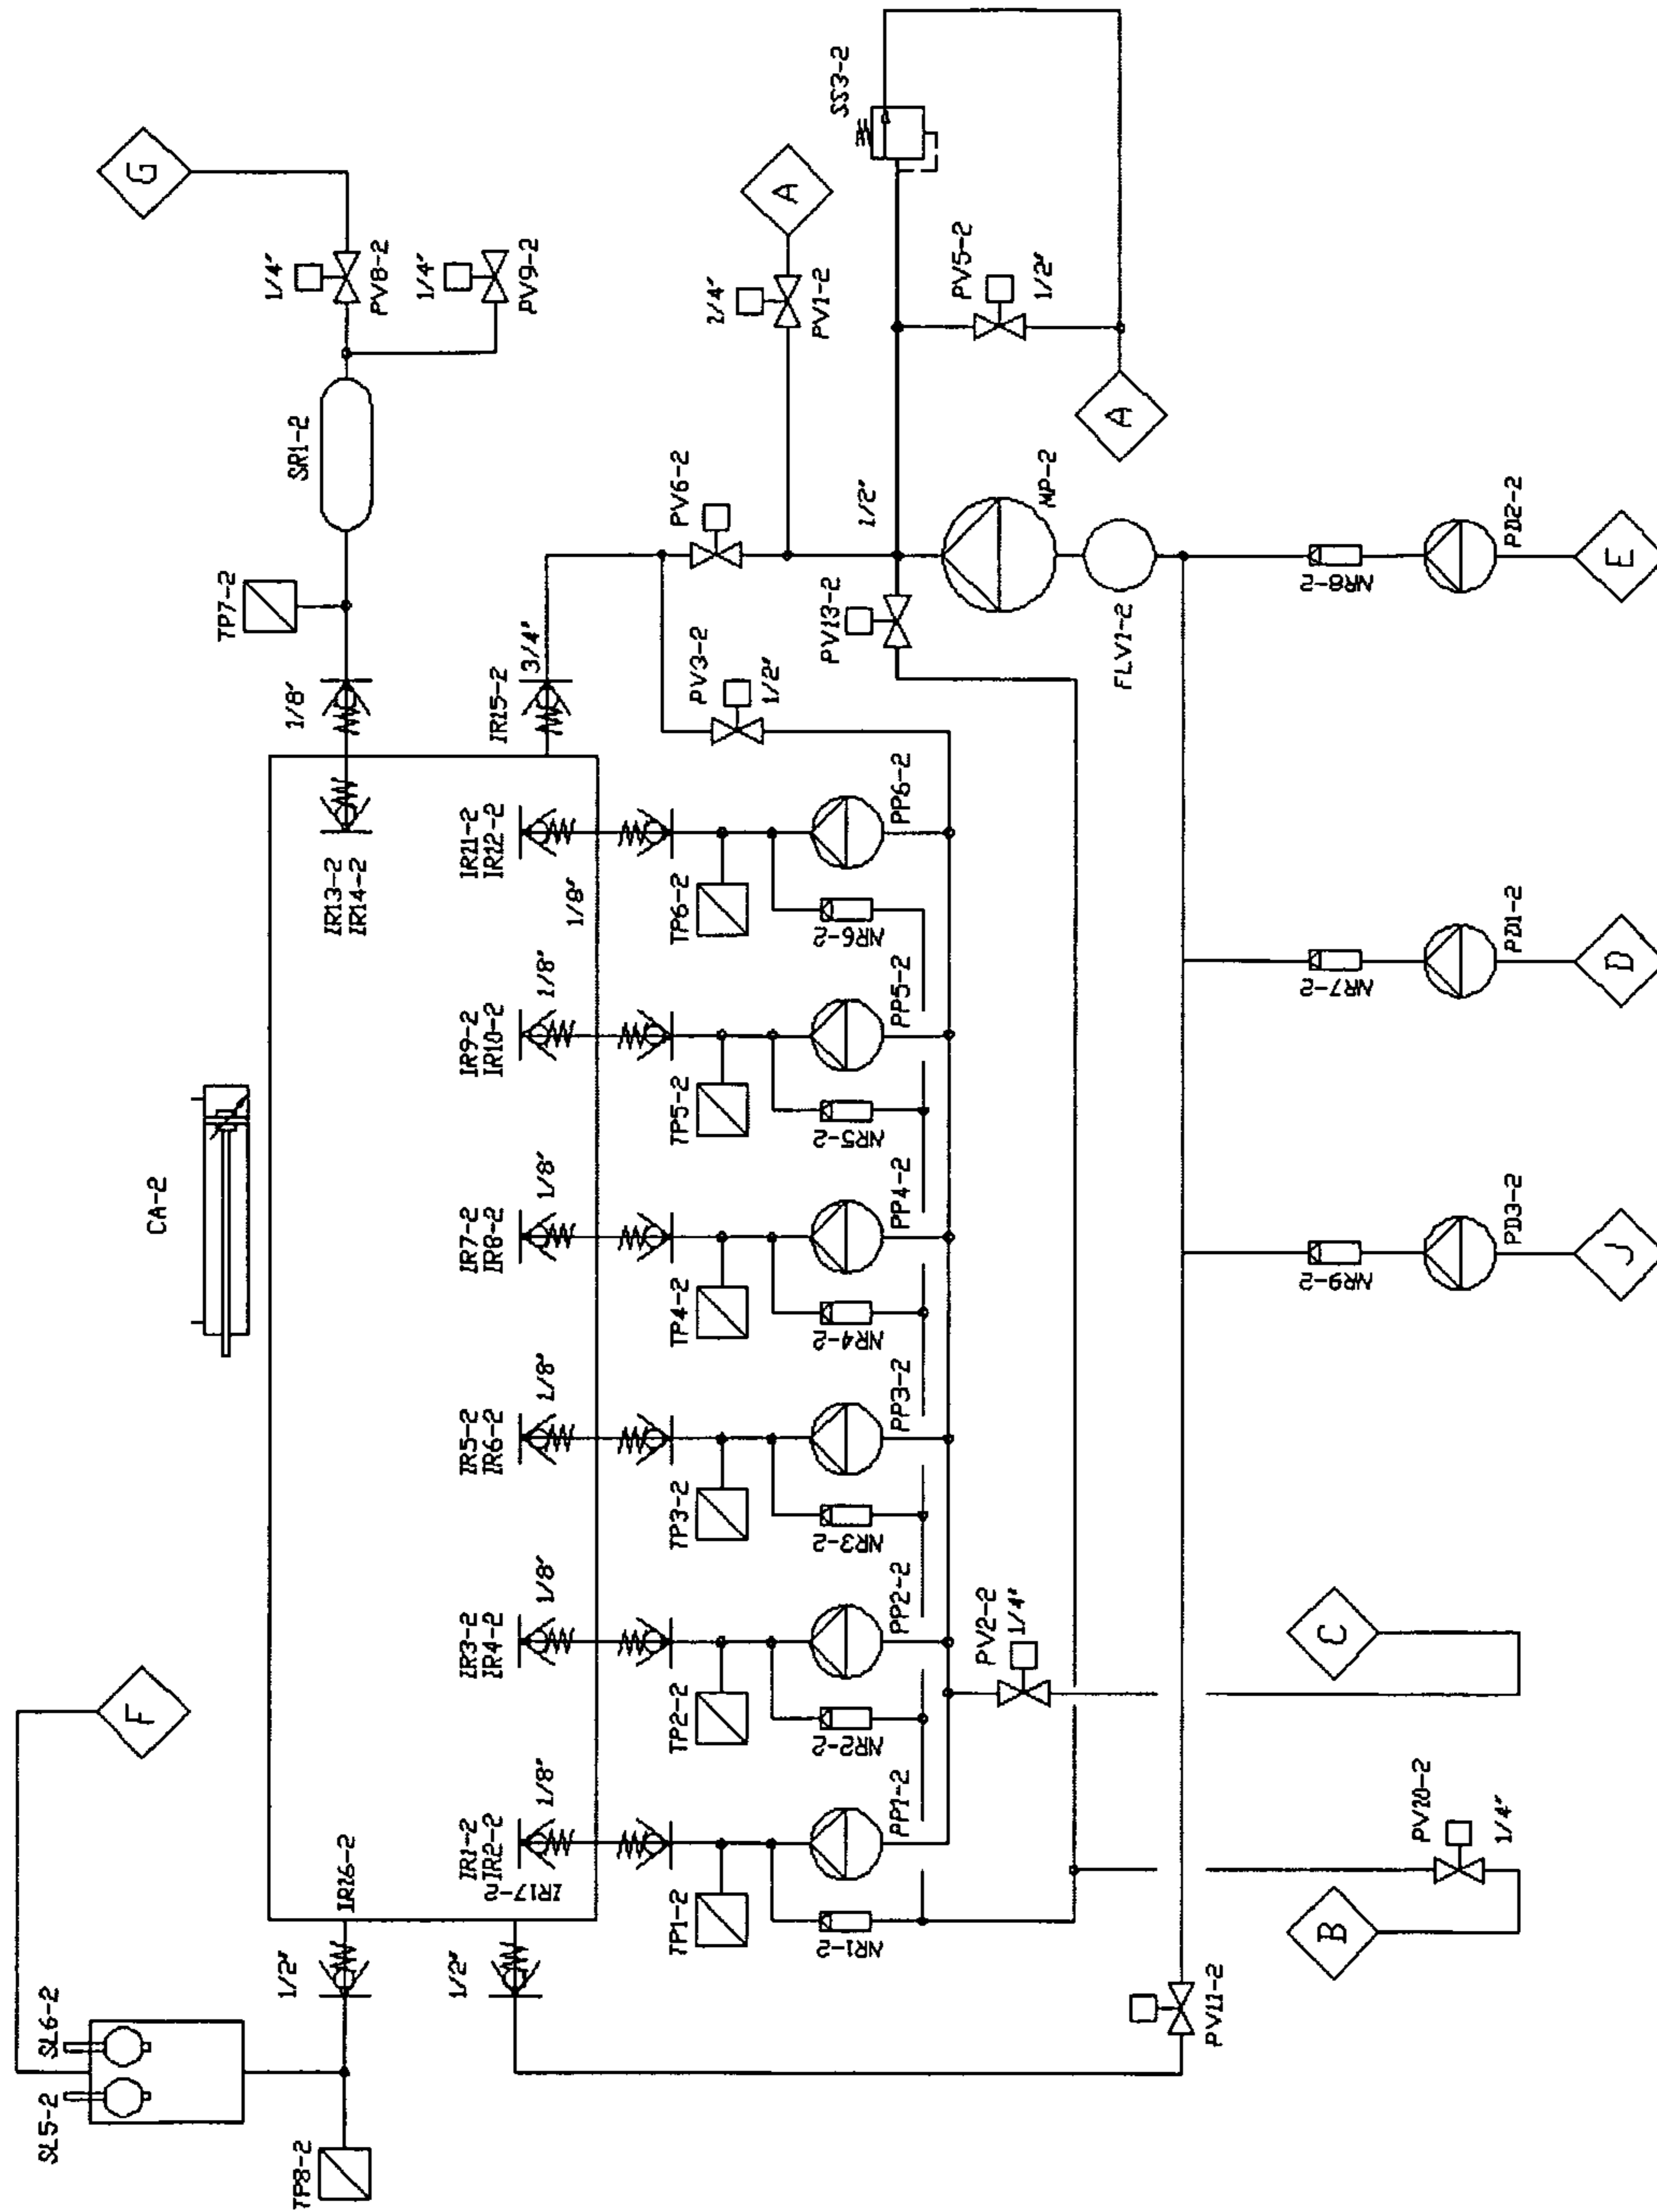 G
1/4"
PV8-2
1/4"
PV9-2
SR1-2
TP7-2
1/8"
IR13-2
IR14-2
CA-2
F
SL6-2
SL5-2
TP8-2
1/2"
IR16-2
1/2"
IR17-2
IR1-2
IR2-2
1/8"
IR3-2
IR4-2
1/8"
IR5-2
IR6-2
1/8"
IR7-2
IR8-2
1/8"
IR9-2
IR10-2
1/8"
IR11-2
IR12-2
1/8"
IR15-2
3/4"
TP1-2
TP2-2
TP3-2
TP4-2
TP5-2
TP6-2
NR1-2
NR2-2
NR3-2
NR4-2
NR5-2
NR6-2
PP1-2
PP2-2
PP3-2
PP4-2
PP5-2
PP6-2
PV3-2
1/2"
PV6-2
A
1/4"
PV1-2
SS3-2
PV5-2
1/2"
A
1/2"
PV13-2
MP-2
FLV1-2
PV2-2
1/4"
C
PV10-2
1/4"
B
PV11-2
NR8-2
PD2-2
E
NR7-2
PD1-2
D
NR9-2
PD3-2
J